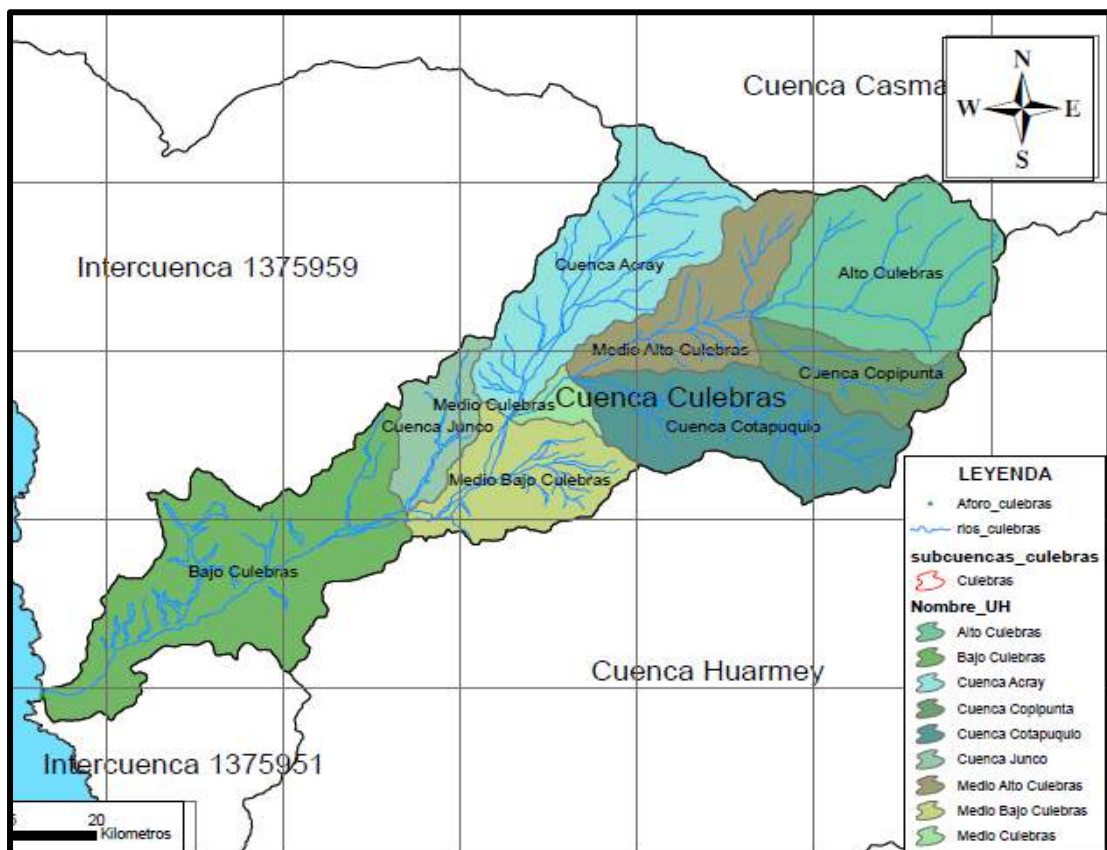 N
Cuenca Casma
W E
S
Intercuenca 1375959
Cuenca Acray
Alto Culebras
Medio Alto Culebras
Cuenca Copipunta
Cuenca Culebras
Medio Culebras
Cuenca Junco
Cuenca Cotapuquio
Medio Bajo Culebras
Bajo Culebras
Cuenca Huarmey
Intercuenca 1375951
20
Kilometros
LEYENDA
Aforo_culebras
rios_culebras
subcuencas_culebras
Culebras
Nombre_UH
Alto Culebras
Bajo Culebras
Cuenca Acray
Cuenca Copipunta
Cuenca Cotapuquio
Cuenca Junco
Medio Alto Culebras
Medio Bajo Culebras
Medio Culebras